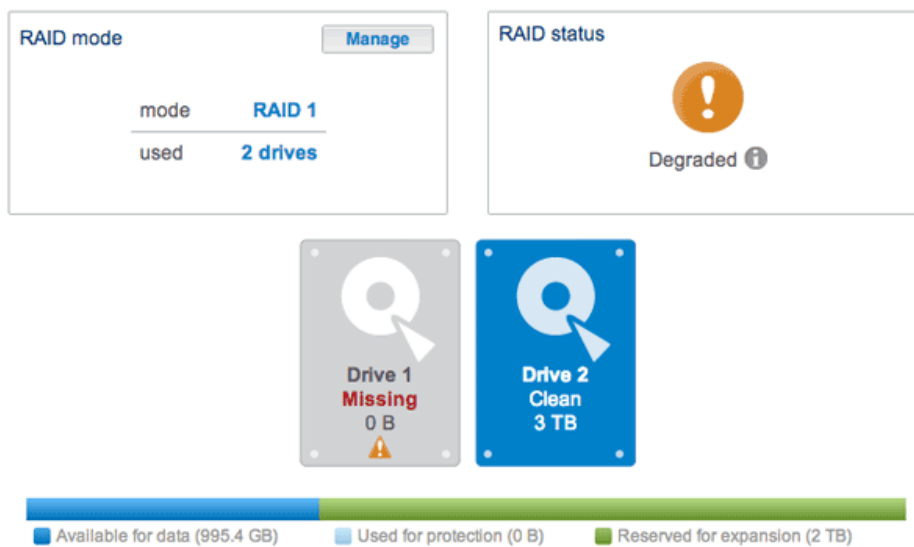 RAID mode
Manage
mode RAID 1
used 2 drives
RAID status
Degraded
Drive 1
Missing
0 B
Drive 2
Clean
3 TB
Available for data (995.4 GB) Used for protection (0 B) Reserved for expansion (2 TB)